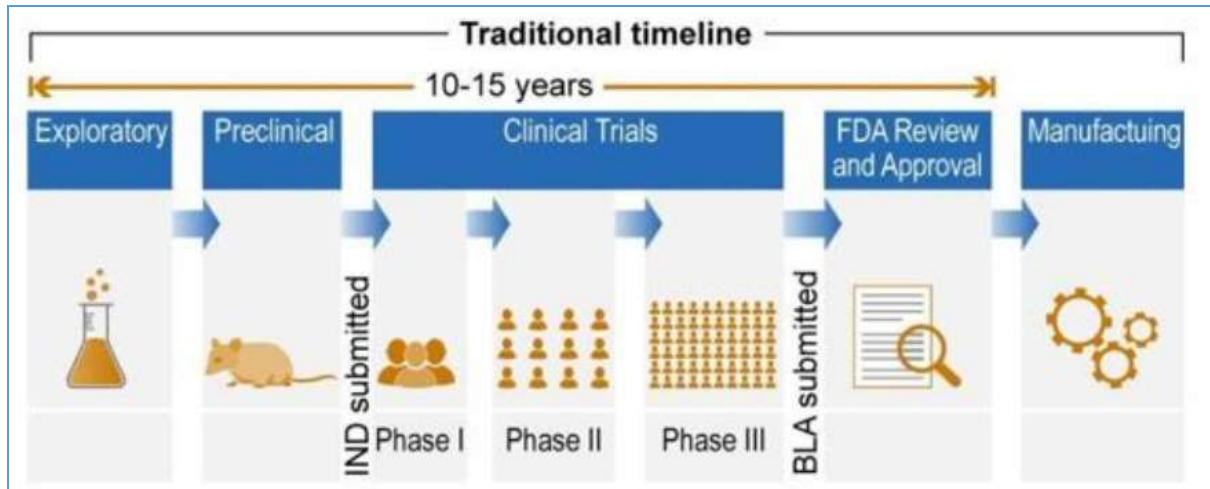 Traditional timeline
10-15 years
Exploratory
Preclinical
Clinical Trials
FDA Review
and Approval
Manufactuing
IND submitted
BLA submitted
Phase I
Phase II
Phase III